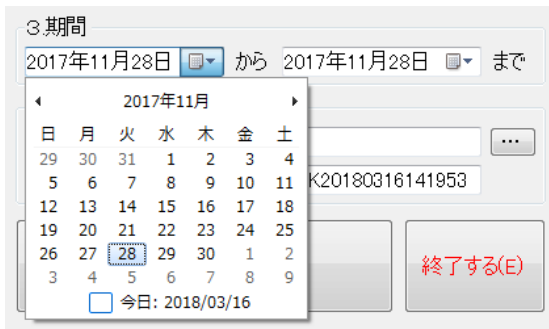 3.期間
2017年11月28日 から 2017年11月28日 まで
2017年11月
日 月 火 水 木 金 土
29 30 31 1 2 3 4
5 6 7 8 9 10 11
12 13 14 15 16 17 18
19 20 21 22 23 24 25
26 27 28 29 30 1 2
3 4 5 6 7 8 9
今日: 2018/03/16
...
K20180316141953
終了する(E)